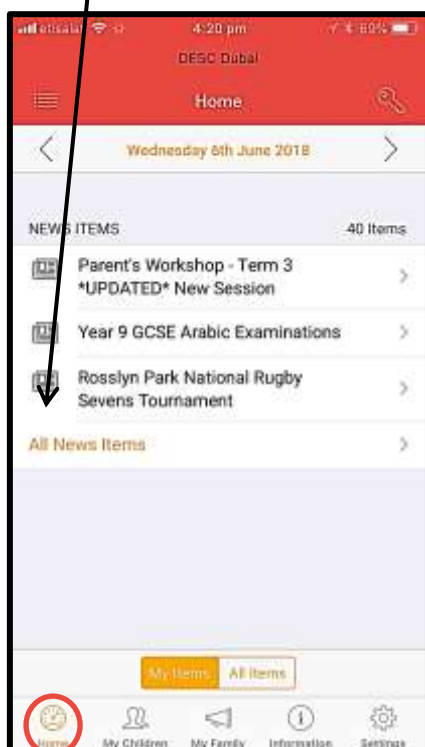 etisalat 4:20 pm 69%
DESC Dubai
Home
Wednesday 6th June 2018
NEWS ITEMS 40 Items
Parent's Workshop - Term 3
*UPDATED* New Session
Year 9 GCSE Arabic Examinations
Rosslyn Park National Rugby
Sevens Tournament
All News Items
My Items All Items
Home My Children My Family Information Settings